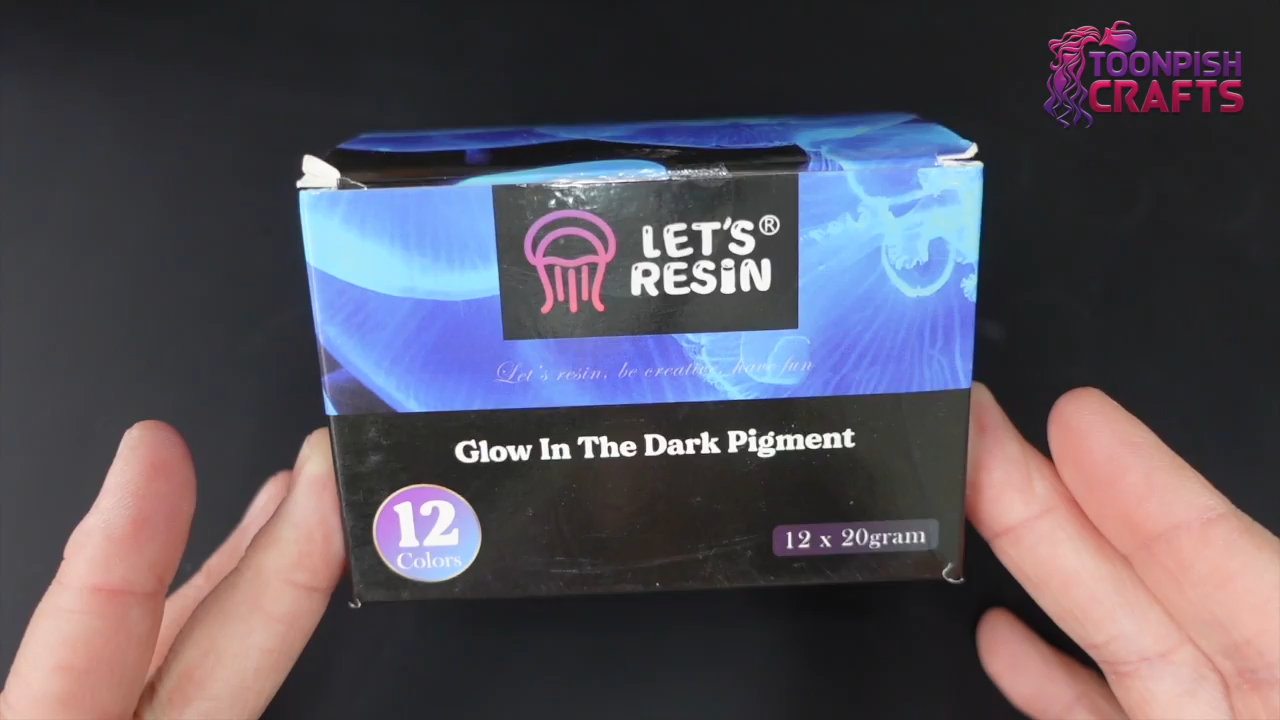 TOONPISH
CRAFTS
LET'S®
RESIN
Let's resin, be creative, have fun
Glow In The Dark Pigment
12
Colors
12 x 20gram